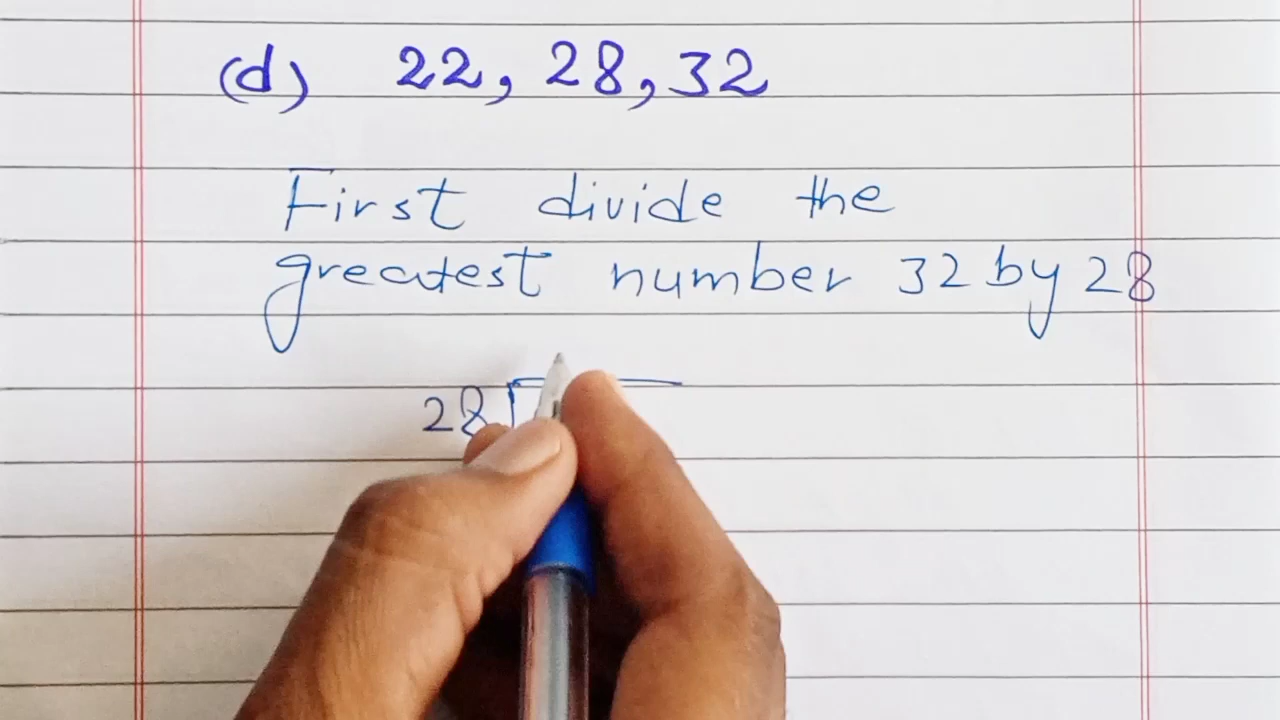 (d) 22, 28, 32
First divide the
greatest number 32 by 28
28